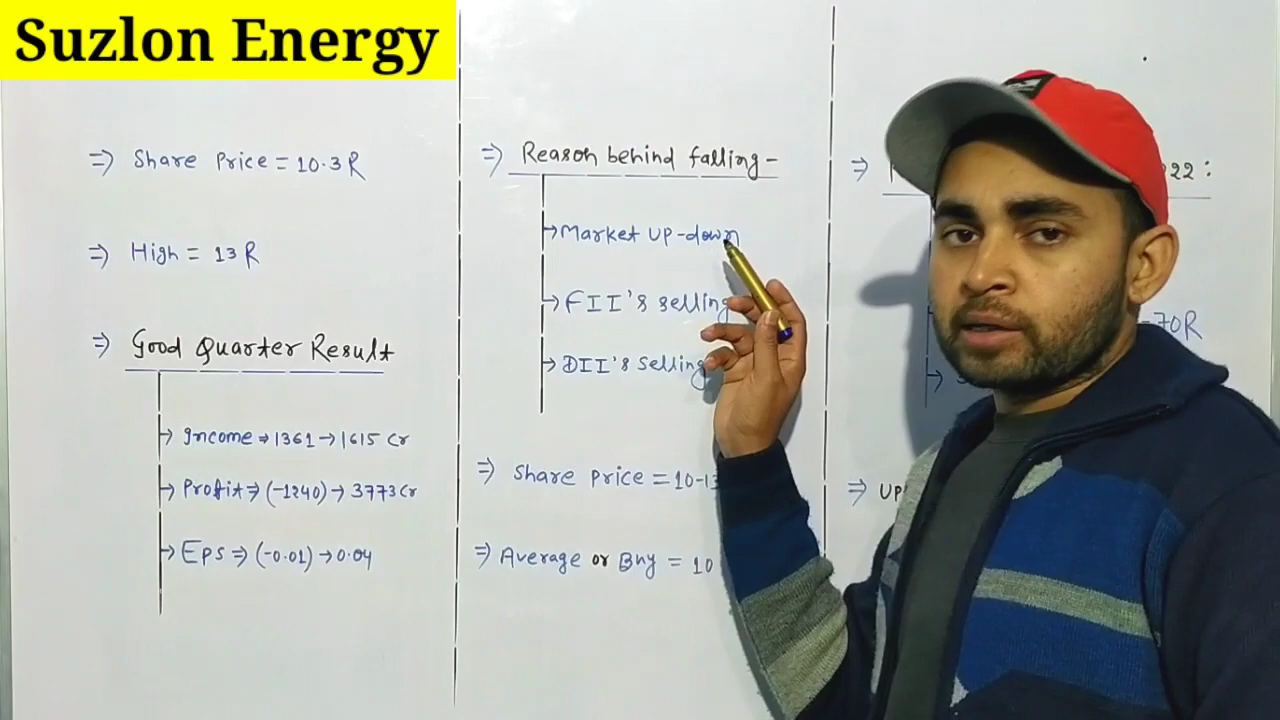 Suzlon Energy
⇒ Share Price = 10.3 R
⇒ High = 13 R
⇒ Good Quarter Result
→ Income ⇒ 1361 → 1615 Cr
→ Profit ⇒ (-1240) → 3773 Cr
→ EPS ⇒ (-0.01) → 0.04
⇒ Reason behind falling -
→ Market UP-down
→ FII's selling
→ DII's Selling
⇒ Share price = 10-13
⇒ Average or Buy = 10
⇒ 22:
-70R
→
⇒ UP